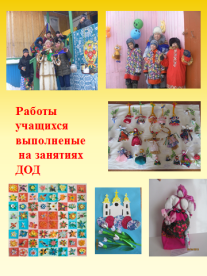 Работы
учащихся
выполненые
на занятиях
ДОД